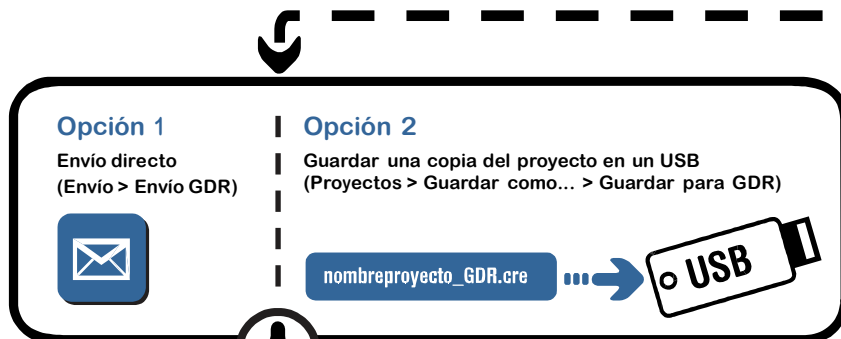 Opción 1
Envío directo
(Envío > Envío GDR)
Opción 2
Guardar una copia del proyecto en un USB
(Proyectos > Guardar como... > Guardar para GDR)
nombreproyecto_GDR.cre
USB